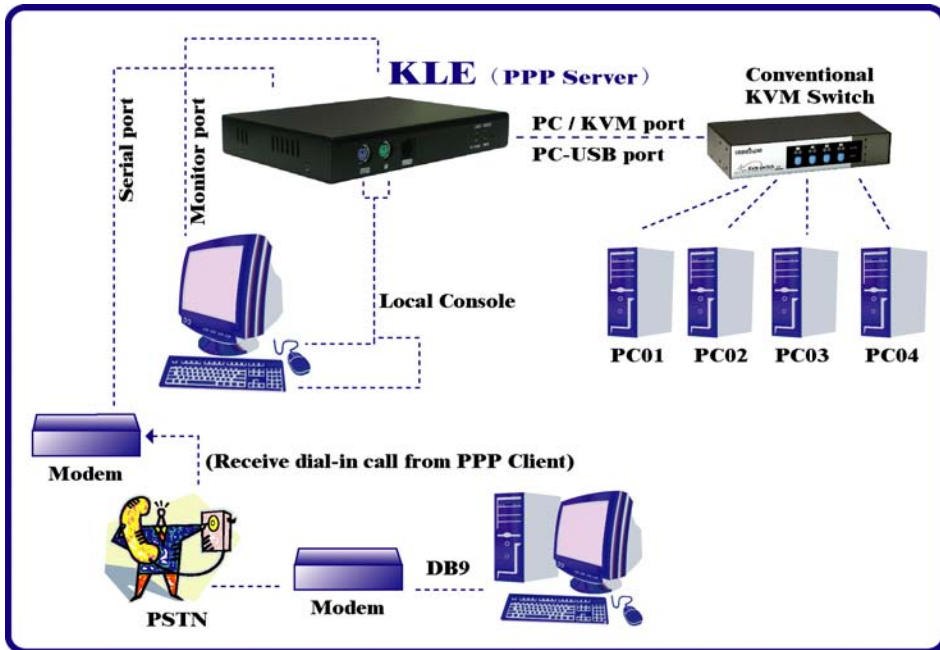 KLE (PPP Server)
Conventional
KVM Switch
PC / KVM port
PC-USB port
Serial port
Monitor port
Local Console
PC01
PC02
PC03
PC04
Modem
(Receive dial-in call from PPP Client)
PSTN
Modem
DB9